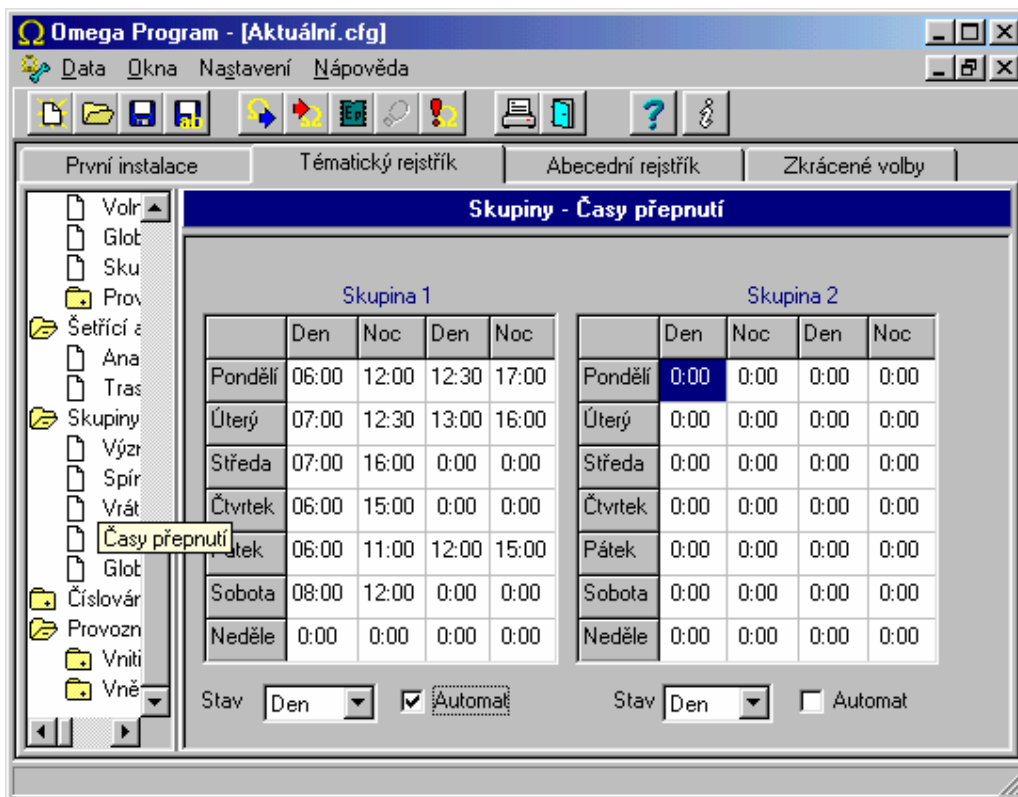 Omega Program - [Aktuální.cfg]
Data Okna Nastavení Nápověda
Ep
ab
První instalace Tématický rejstřík Abecední rejstřík Zkrácené volby
Voln
Glob
Sku
Prov
Šetřící a
Ana
Tras
Skupiny
Význ
Spín
Vrát
Časy přepnutí
Glob
Číslován
Provozn
Vnitř
Vněj
Skupiny - Časy přepnutí
Skupina 1
Den Noc Den Noc
Pondělí 06:00 12:00 12:30 17:00
Úterý 07:00 12:30 13:00 16:00
Středa 07:00 16:00 0:00 0:00
Čtvrtek 06:00 15:00 0:00 0:00
Pátek 06:00 11:00 12:00 15:00
Sobota 08:00 12:00 0:00 0:00
Neděle 0:00 0:00 0:00 0:00
Stav Den Automat
Skupina 2
Den Noc Den Noc
Pondělí 0:00 0:00 0:00 0:00
Úterý 0:00 0:00 0:00 0:00
Středa 0:00 0:00 0:00 0:00
Čtvrtek 0:00 0:00 0:00 0:00
Pátek 0:00 0:00 0:00 0:00
Sobota 0:00 0:00 0:00 0:00
Neděle 0:00 0:00 0:00 0:00
Stav Den Automat